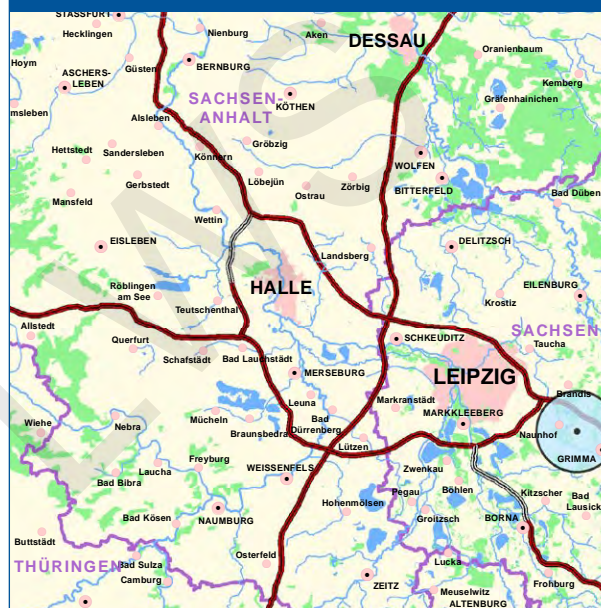 STASSFURT
Hecklingen
Nienburg
Aken
DESSAU
Oranienbaum
Hoym
ASCHERS-
LEBEN
Güsten
BERNBURG
Kemberg
SACHSEN-
ANHALT
KÖTHEN
Gräfenhainichen
msleben
Alsleben
Hettstedt
Sandersleben
Könnern
Gröbzig
WOLFEN
Gerbstedt
Löbejün
Ostrau
Zörbig
BITTERFELD
Bad Düben
Mansfeld
Wettin
EISLEBEN
Landsberg
DELITZSCH
Röblingen
am See
HALLE
EILENBURG
Teutschenthal
Krostiz
Allstedt
SACHSEN
Querfurt
Schafstädt
Bad Lauchstädt
SCHKEUDITZ
Taucha
MERSEBURG
LEIPZIG
Leuna
Markranstädt
Brandis
Wiehe
Nebra
Mücheln
Braunsbedra
Bad
Dürrenberg
MARKKLEEBERG
Lützen
Naunhof
GRIMMA
Laucha
Freyburg
Bad Bibra
WEISSENFELS
Zwenkau
Pegau
Böhlen
Kitzscher
Bad
Lausick
Hohenmölsen
Bad Kösen
NAUMBURG
Groitzsch
BORNA
Buttstädt
THÜRINGEN
Bad Sulza
Camburg
Osterfeld
Lucka
ZEITZ
Meuselwitz
Frohburg
ALTENBURG